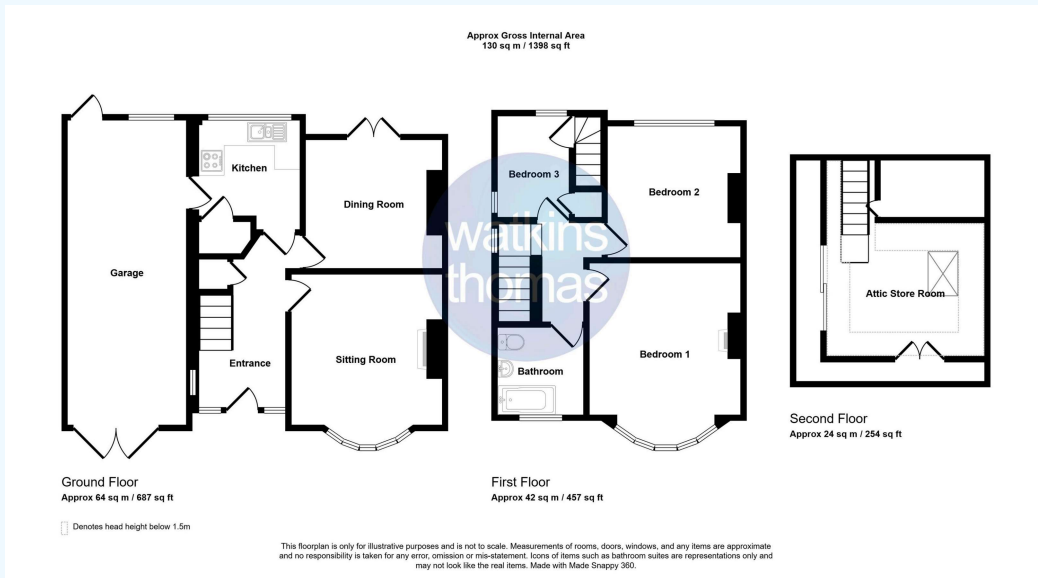 Approx Gross Internal Area
130 sq m / 1398 sq ft
Kitchen
Dining Room
Garage
Sitting Room
Entrance
Ground Floor
Approx 64 sq m / 687 sq ft
Denotes head height below 1.5m
Bedroom 3
Bedroom 2
watkins
thomas
Bedroom 1
Bathroom
First Floor
Approx 42 sq m / 457 sq ft
Attic Store Room
Second Floor
Approx 24 sq m / 254 sq ft
This floorplan is only for illustrative purposes and is not to scale. Measurements of rooms, doors, windows, and any items are approximate
and no responsibility is taken for any error, omission or mis-statement. Icons of items such as bathroom suites are representations only and
may not look like the real items. Made with Made Snappy 360.